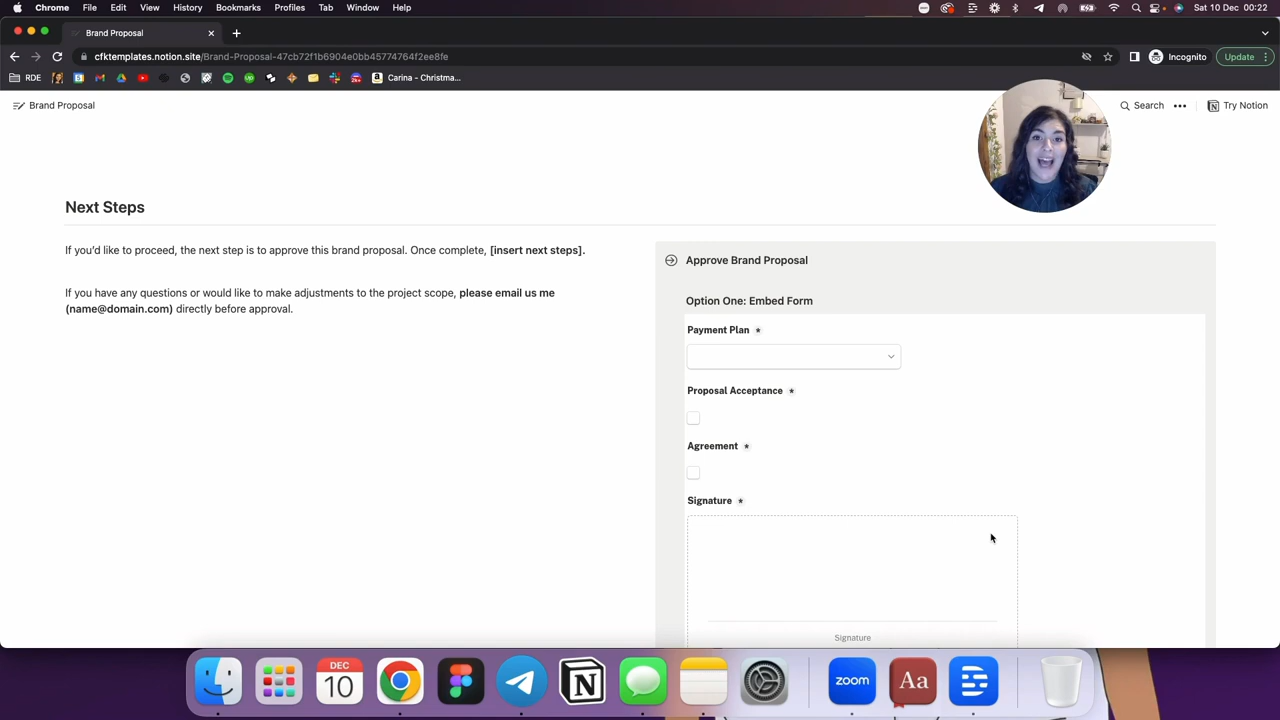 Chrome File Edit View History Bookmarks Profiles Tab Window Help Sat 10 Dec 00:22
Brand Proposal
cfktemplates.notion.site/Brand-Proposal-47cb72f1b6904e0bb45774764f2ee8fe Incognito Update
RDE Carina - Christma...
Brand Proposal Search Try Notion
Next Steps
If you'd like to proceed, the next step is to approve this brand proposal. Once complete, [insert next steps].
If you have any questions or would like to make adjustments to the project scope, please email us me
(name@domain.com) directly before approval.
Approve Brand Proposal
Option One: Embed Form
Payment Plan *
Proposal Acceptance *
Agreement *
Signature *
Signature
DEC
10
zoom
Aa